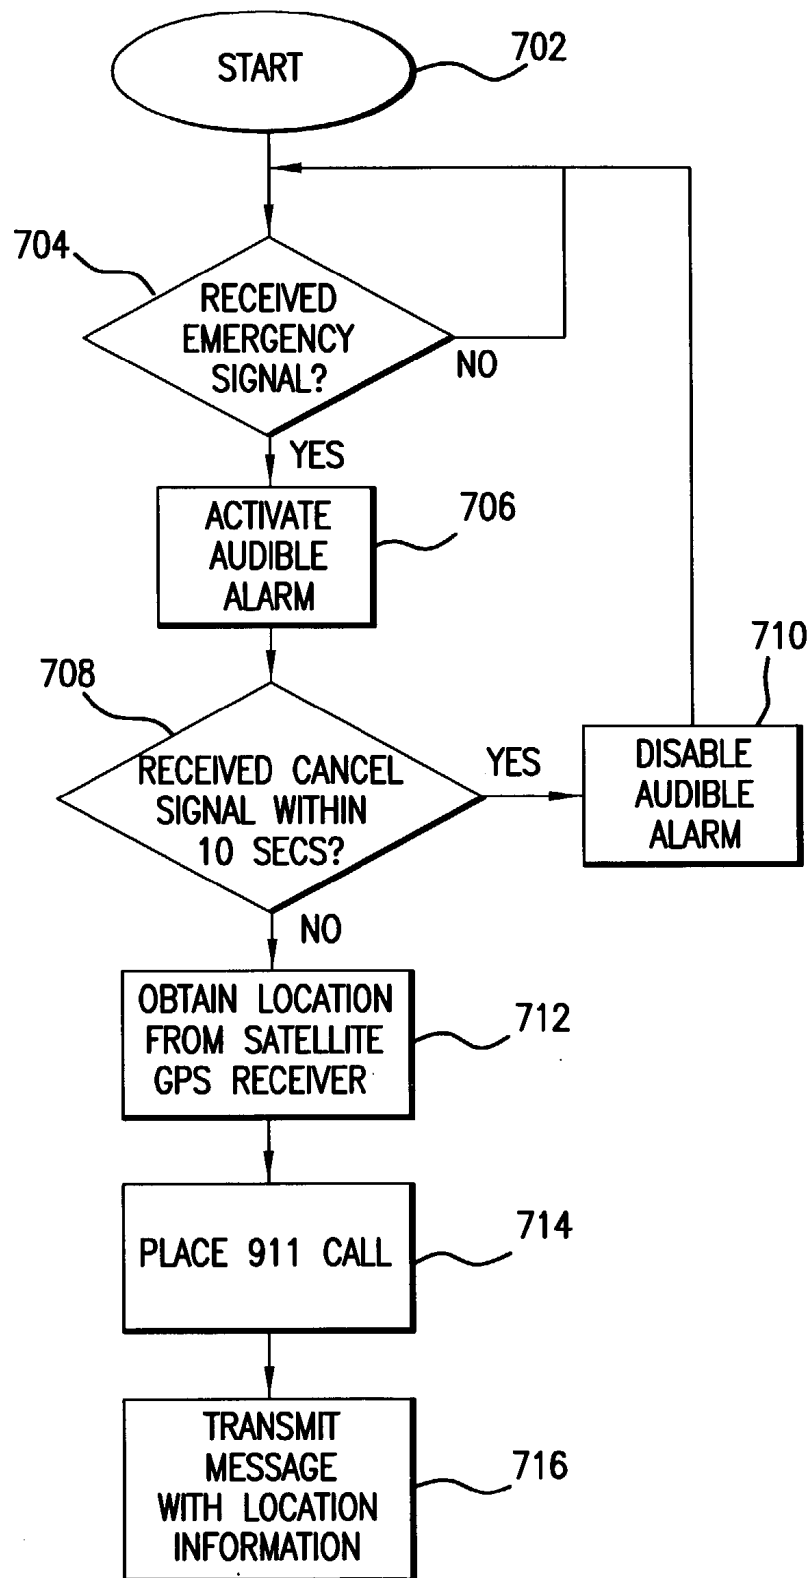 START
702
704
RECEIVED
EMERGENCY
SIGNAL?
NO
YES
ACTIVATE
AUDIBLE
ALARM
706
708
RECEIVED CANCEL
SIGNAL WITHIN
10 SECS?
YES
710
DISABLE
AUDIBLE
ALARM
NO
OBTAIN LOCATION
FROM SATELLITE
GPS RECEIVER
712
PLACE 911 CALL
714
TRANSMIT
MESSAGE
WITH LOCATION
INFORMATION
716